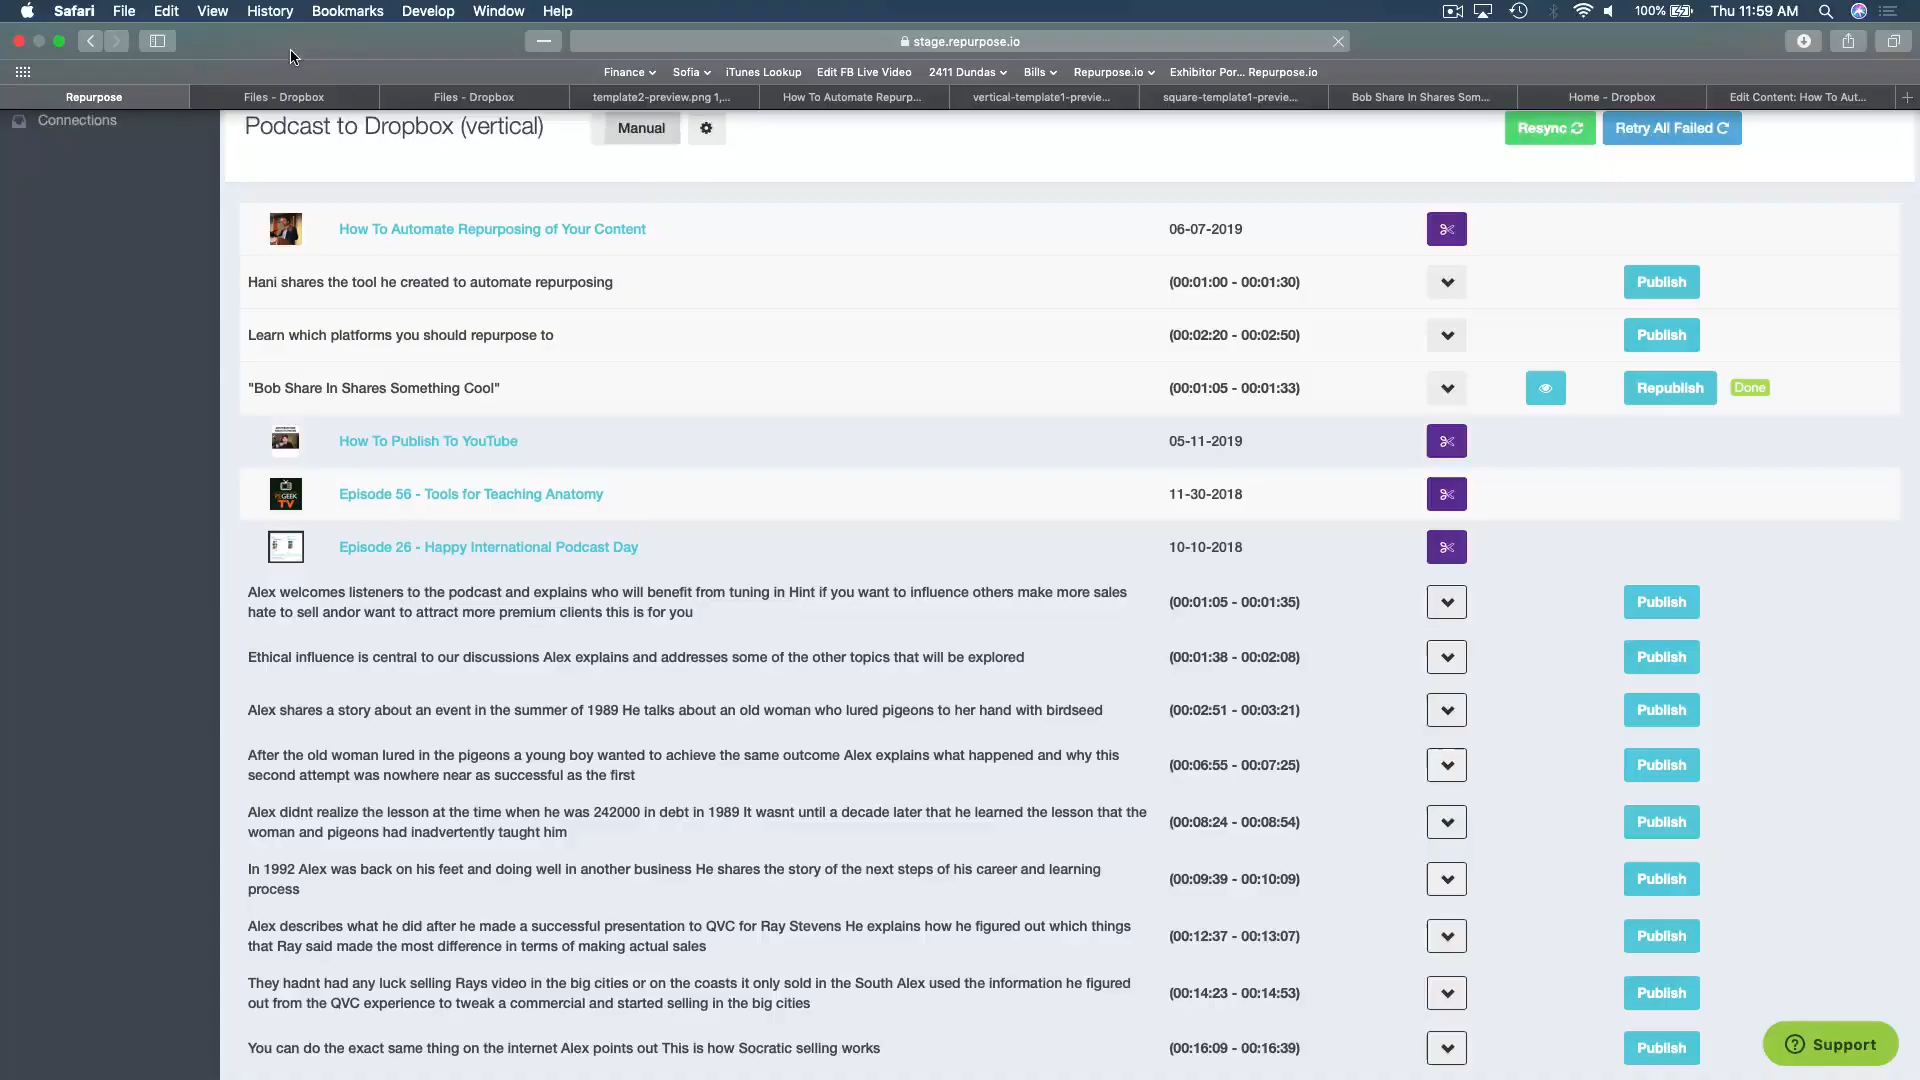 Safari File Edit View History Bookmarks Develop Window Help 100% Thu 11:59 AM
stage.repurpose.io
Finance Sofia iTunes Lookup Edit FB Live Video 2411 Dundas Bills Repurpose.io Exhibitor Por... Repurpose.io
Repurpose Files - Dropbox Files - Dropbox template2-preview.png 1,... How To Automate Repurp... vertical-template1-previe... square-template1-previe... Bob Share In Shares Som... Home - Dropbox Edit Content: How To Aut...
Connections
Podcast to Dropbox (vertical) Manual Resync Retry All Failed
How To Automate Repurposing of Your Content 06-07-2019
Hani shares the tool he created to automate repurposing (00:01:00 - 00:01:30) Publish
Learn which platforms you should repurpose to (00:02:20 - 00:02:50) Publish
"Bob Share In Shares Something Cool" (00:01:05 - 00:01:33) Republish Done
How To Publish To YouTube 05-11-2019
GEEK
TV
Episode 56 - Tools for Teaching Anatomy 11-30-2018
Episode 26 - Happy International Podcast Day 10-10-2018
Alex welcomes listeners to the podcast and explains who will benefit from tuning in Hint if you want to influence others make more sales
hate to sell andor want to attract more premium clients this is for you (00:01:05 - 00:01:35) Publish
Ethical influence is central to our discussions Alex explains and addresses some of the other topics that will be explored (00:01:38 - 00:02:08) Publish
Alex shares a story about an event in the summer of 1989 He talks about an old woman who lured pigeons to her hand with birdseed (00:02:51 - 00:03:21) Publish
After the old woman lured in the pigeons a young boy wanted to achieve the same outcome Alex explains what happened and why this
second attempt was nowhere near as successful as the first (00:06:55 - 00:07:25) Publish
Alex didnt realize the lesson at the time when he was 242000 in debt in 1989 It wasnt until a decade later that he learned the lesson that the
woman and pigeons had inadvertently taught him (00:08:24 - 00:08:54) Publish
In 1992 Alex was back on his feet and doing well in another business He shares the story of the next steps of his career and learning
process (00:09:39 - 00:10:09) Publish
Alex describes what he did after he made a successful presentation to QVC for Ray Stevens He explains how he figured out which things
that Ray said made the most difference in terms of making actual sales (00:12:37 - 00:13:07) Publish
They hadnt had any luck selling Rays video in the big cities or on the coasts it only sold in the South Alex used the information he figured
out from the QVC experience to tweak a commercial and started selling in the big cities (00:14:23 - 00:14:53) Publish
You can do the exact same thing on the internet Alex points out This is how Socratic selling works (00:16:09 - 00:16:39) Publish
Support